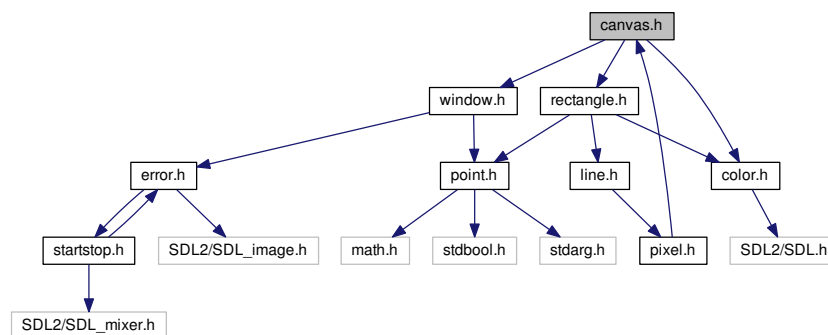 canvas.h
window.h
rectangle.h
error.h
point.h
line.h
color.h
startstop.h
SDL2/SDL_image.h
math.h
stdbool.h
stdarg.h
pixel.h
SDL2/SDL.h
SDL2/SDL_mixer.h